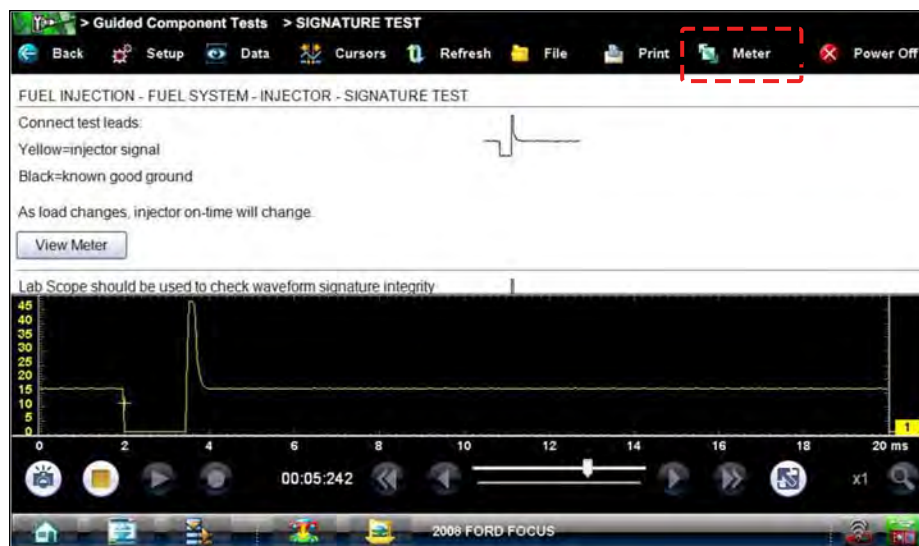 > Guided Component Tests > SIGNATURE TEST
Back Setup Data Cursors Refresh File Print Meter Power Off
FUEL INJECTION - FUEL SYSTEM - INJECTOR - SIGNATURE TEST
Connect test leads:
Yellow=injector signal
Black=known good ground
As load changes, injector on-time will change.
View Meter
Lab Scope should be used to check waveform signature integrity
45
40
35
30
25
20
15
10
5
0
1
0 2 4 6 8 10 12 14 16 18 20 ms
00:05:242 x1
2008 FORD FOCUS